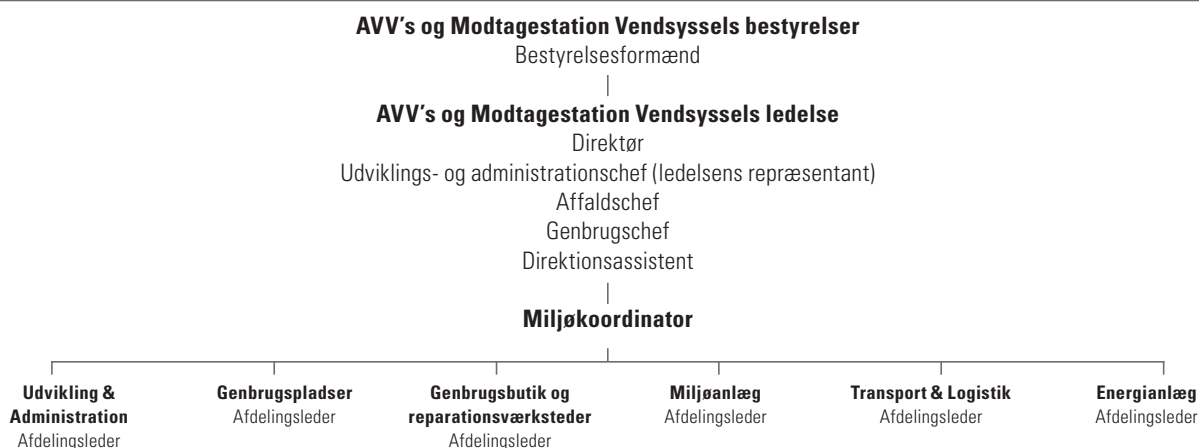 AVV's og Modtagestation Vendsyssels bestyrelser
Bestyrelsesformænd
AVV's og Modtagestation Vendsyssels ledelse
Direktør
Udviklings- og administrationschef (ledelsens repræsentant)
Affaldschef
Genbrugschef
Direktionsassistent
Miljøkoordinator
Udvikling &
Administration
Afdelingsleder
Genbrugspladser
Afdelingsleder
Genbrugsbutik og
reparationsværksteder
Afdelingsleder
Miljøanlæg
Afdelingsleder
Transport & Logistik
Afdelingsleder
Energianlæg
Afdelingsleder